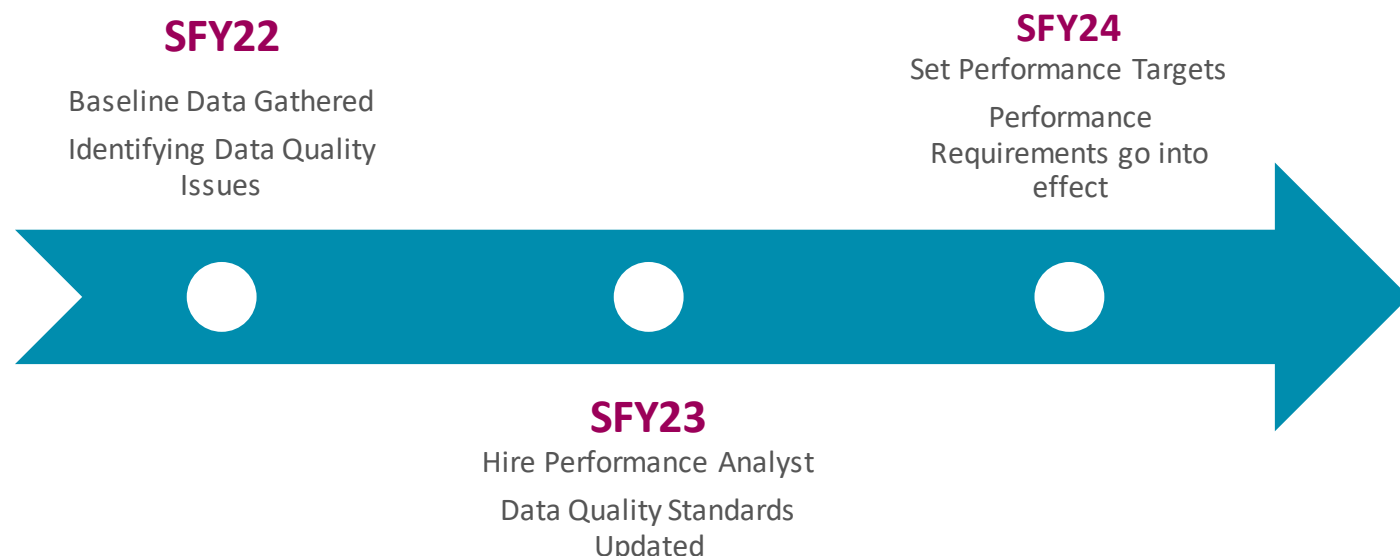 SFY22
Baseline Data Gathered
Identifying Data Quality
Issues
SFY24
Set Performance Targets
Performance
Requirements go into
effect
SFY23
Hire Performance Analyst
Data Quality Standards
Updated